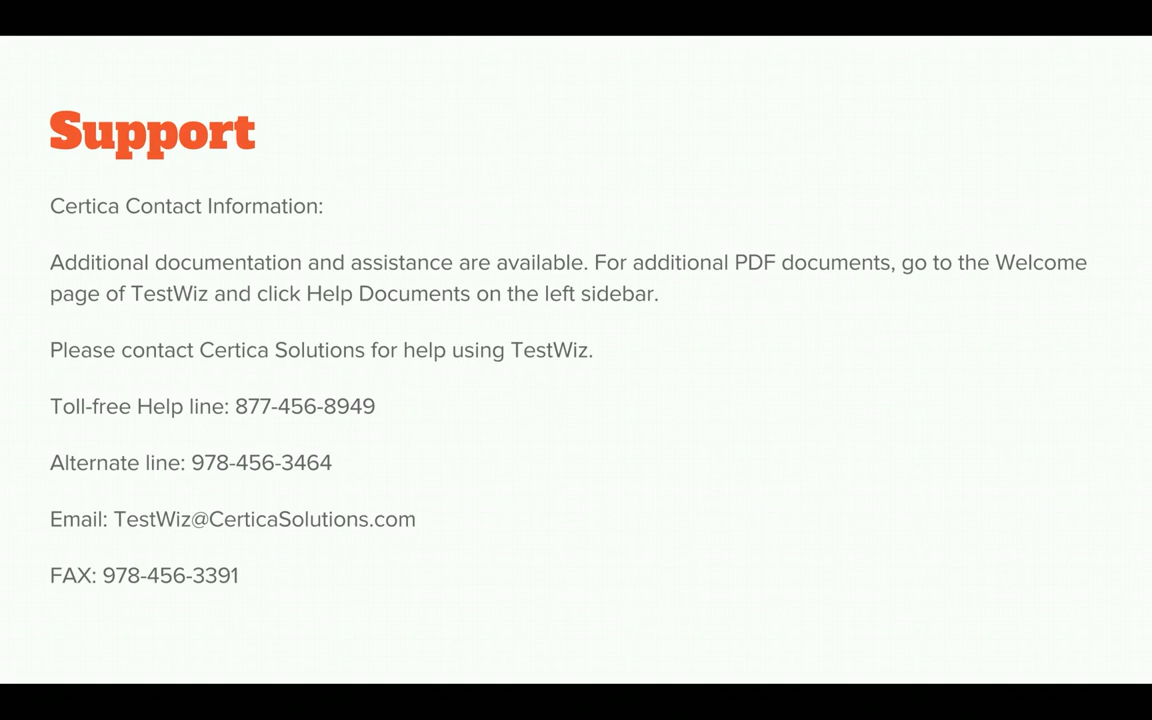 Support
Certica Contact Information:
Additional documentation and assistance are available. For additional PDF documents, go to the Welcome
page of TestWiz and click Help Documents on the left sidebar.
Please contact Certica Solutions for help using TestWiz.
Toll-free Help line: 877-456-8949
Alternate line: 978-456-3464
Email: TestWiz@CerticaSolutions.com
FAX: 978-456-3391